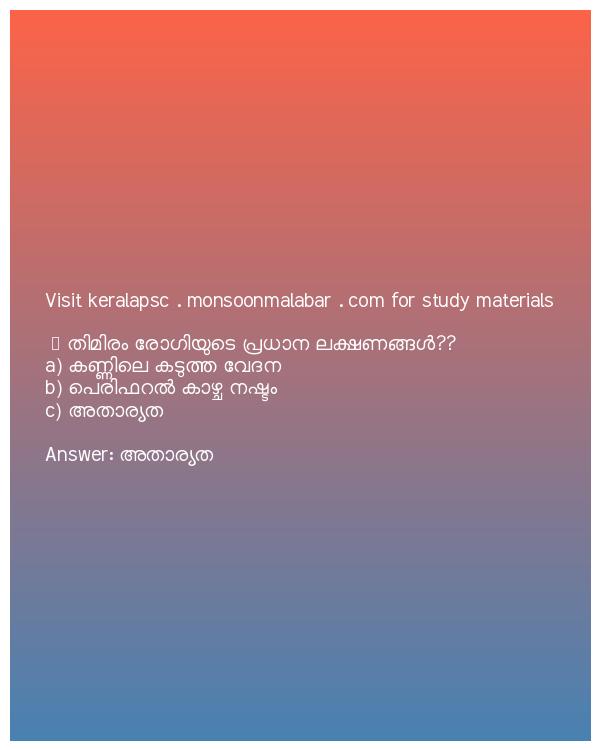 Visit keralapsc . monsoonmalabar . com for study materials
തിമിരം രോഗിയുടെ പ്രധാന ലക്ഷണങ്ങൾ??
a) കണ്ണിലെ കടുത്ത വേദന
b) പെരിഫറൽ കാഴ്ച നഷ്ടം
c) അതാര്യത
Answer: അതാര്യത